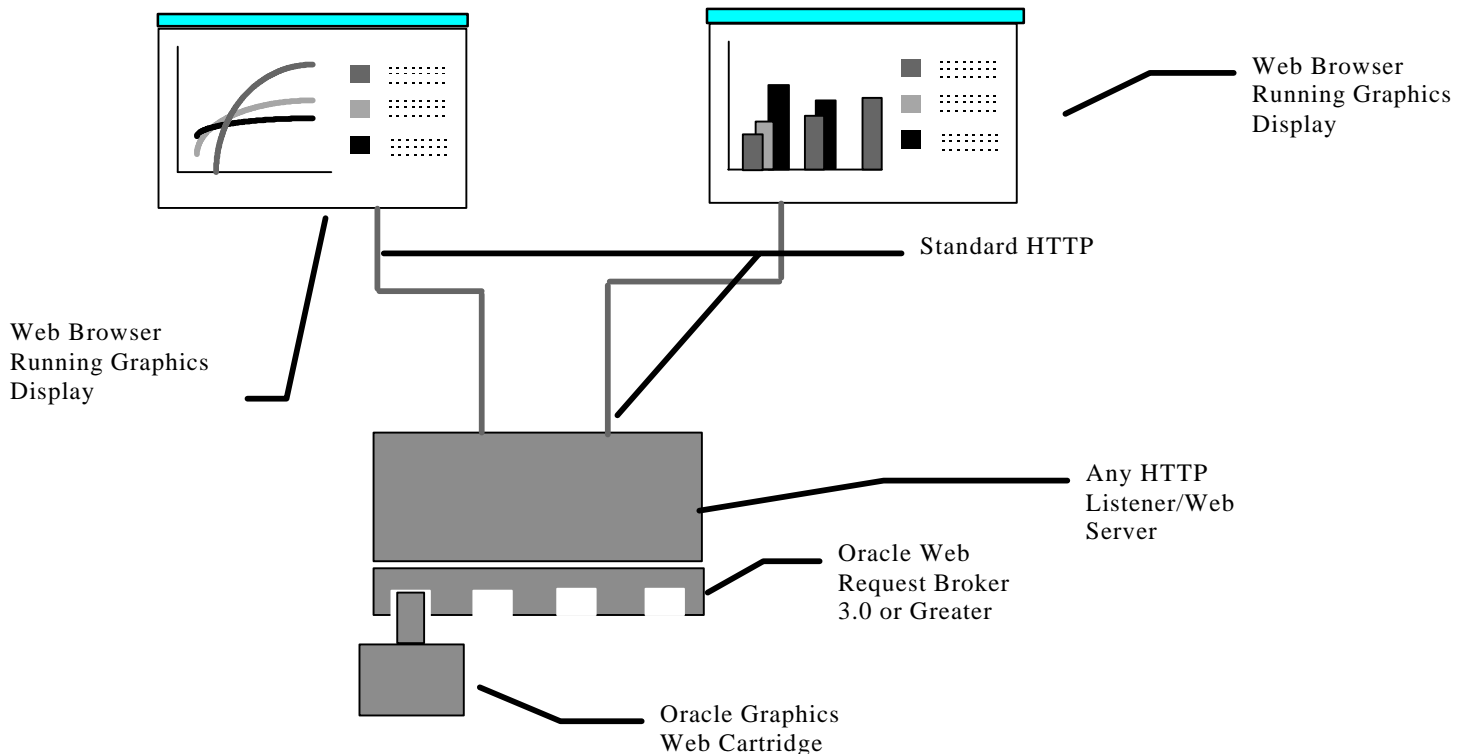 Web Browser
Running Graphics
Display
Standard HTTP
Web Browser
Running Graphics
Display
Any HTTP
Listener/Web
Server
Oracle Web
Request Broker
3.0 or Greater
Oracle Graphics
Web Cartridge